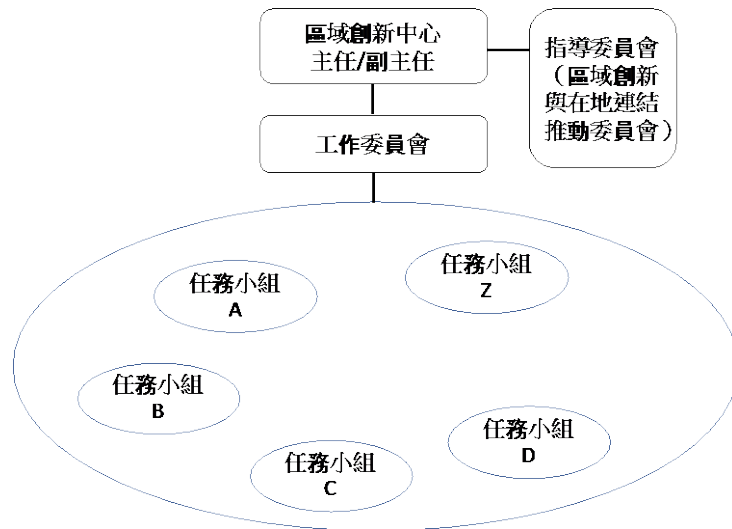 區域創新中心
主任/副主任
指導委員會
（區域創新
與在地連結
推動委員會）
工作委員會
任務小組
A
任務小組
Z
任務小組
B
任務小組
C
任務小組
D